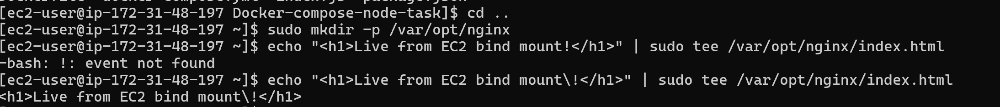 [ec2-user@ip-172-31-48-197 Docker-compose-node-task]$ cd ..
[ec2-user@ip-172-31-48-197 ~]$ sudo mkdir -p /var/opt/nginx
[ec2-user@ip-172-31-48-197 ~]$ echo "<h1>Live from EC2 bind mount!</h1>" | sudo tee /var/opt/nginx/index.html
-bash: !: event not found
[ec2-user@ip-172-31-48-197 ~]$ echo "<h1>Live from EC2 bind mount\!</h1>" | sudo tee /var/opt/nginx/index.html
<h1>Live from EC2 bind mount\!</h1>